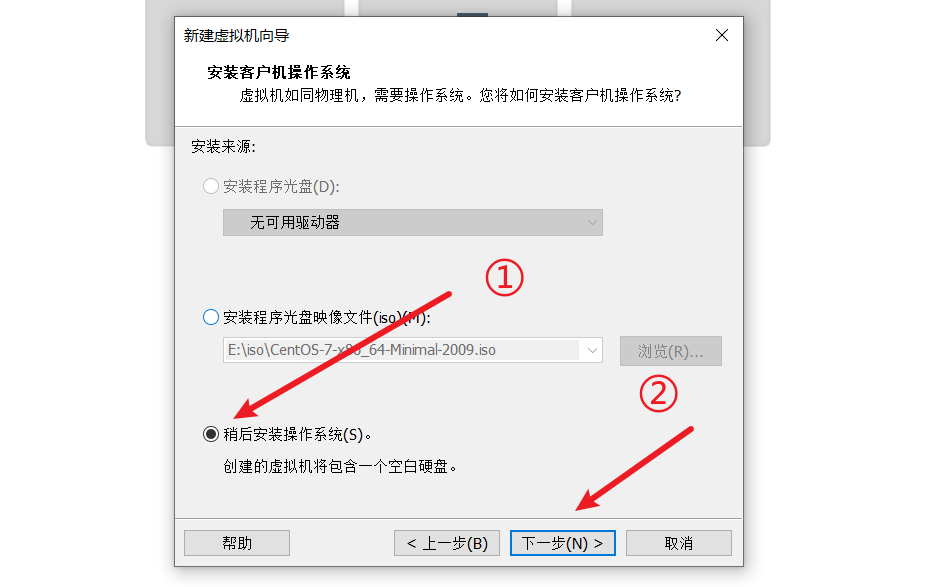 新建虚拟机向导
安装客户机操作系统
虚拟机如同物理机，需要操作系统。您将如何安装客户机操作系统?
安装来源:
安装程序光盘(D):
无可用驱动器
①
安装程序光盘映像文件(iso)(M):
E:\iso\CentOS-7-x86_64-Minimal-2009.iso
浏览(R)...
②
稍后安装操作系统(S)。
创建的虚拟机将包含一个空白硬盘。
帮助
< 上一步(B)
下一步(N) >
取消